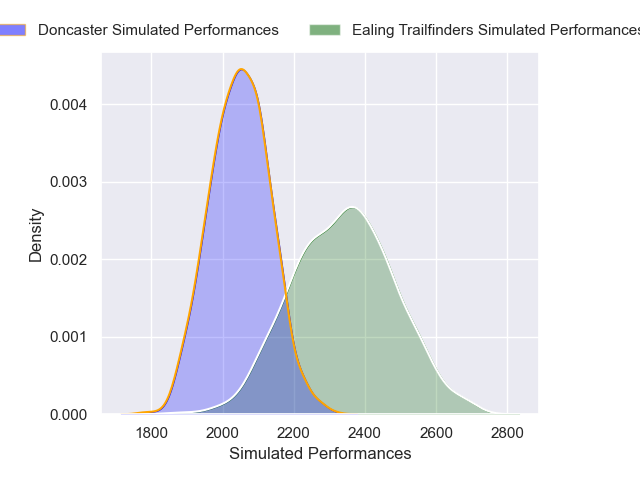 Doncaster Simulated Performances   Ealing Trailfinders Simulated Performances
0.004
0.003
0.002
0.001
0.000
Density
1800 2000 2200 2400 2600 2800
Simulated Performances